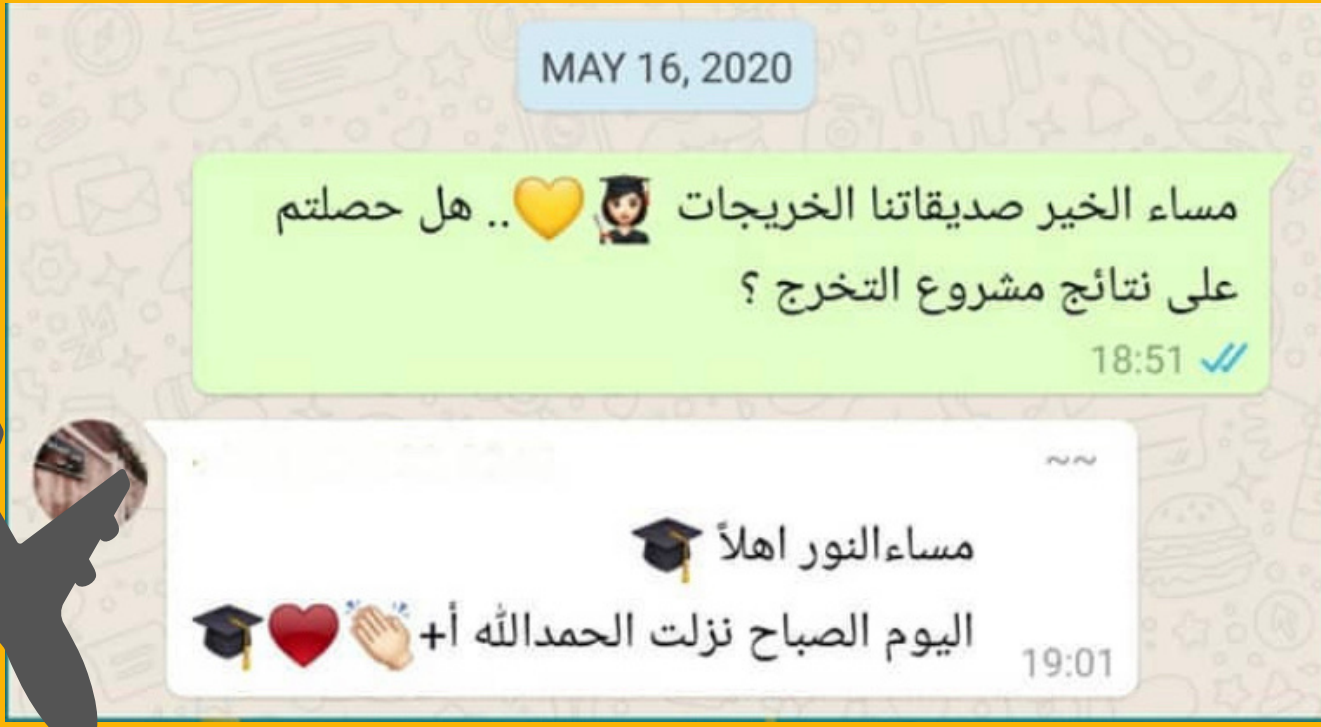 MAY 16, 2020
مساء الخير صديقاتنا الخريجات 👩🏻‍🎓💛.. هل حصلتم
على نتائج مشروع التخرج ؟
18:51
~~
مساءالنور اهلاً 🎓
اليوم الصباح نزلت الحمدالله أ+👏🏻❤️🎓
19:01